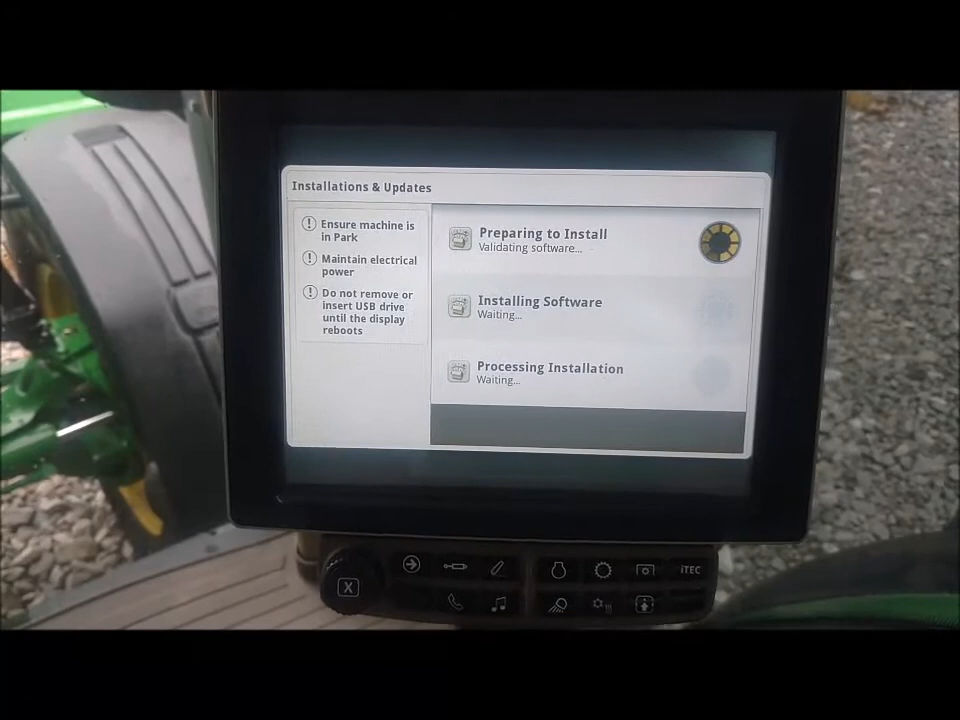 Installations & Updates
Ensure machine is
in Park
Maintain electrical
power
Do not remove or
insert USB drive
until the display
reboots
Preparing to Install
Validating software...
Installing Software
Waiting...
Processing Installation
Waiting...
X
iTEC